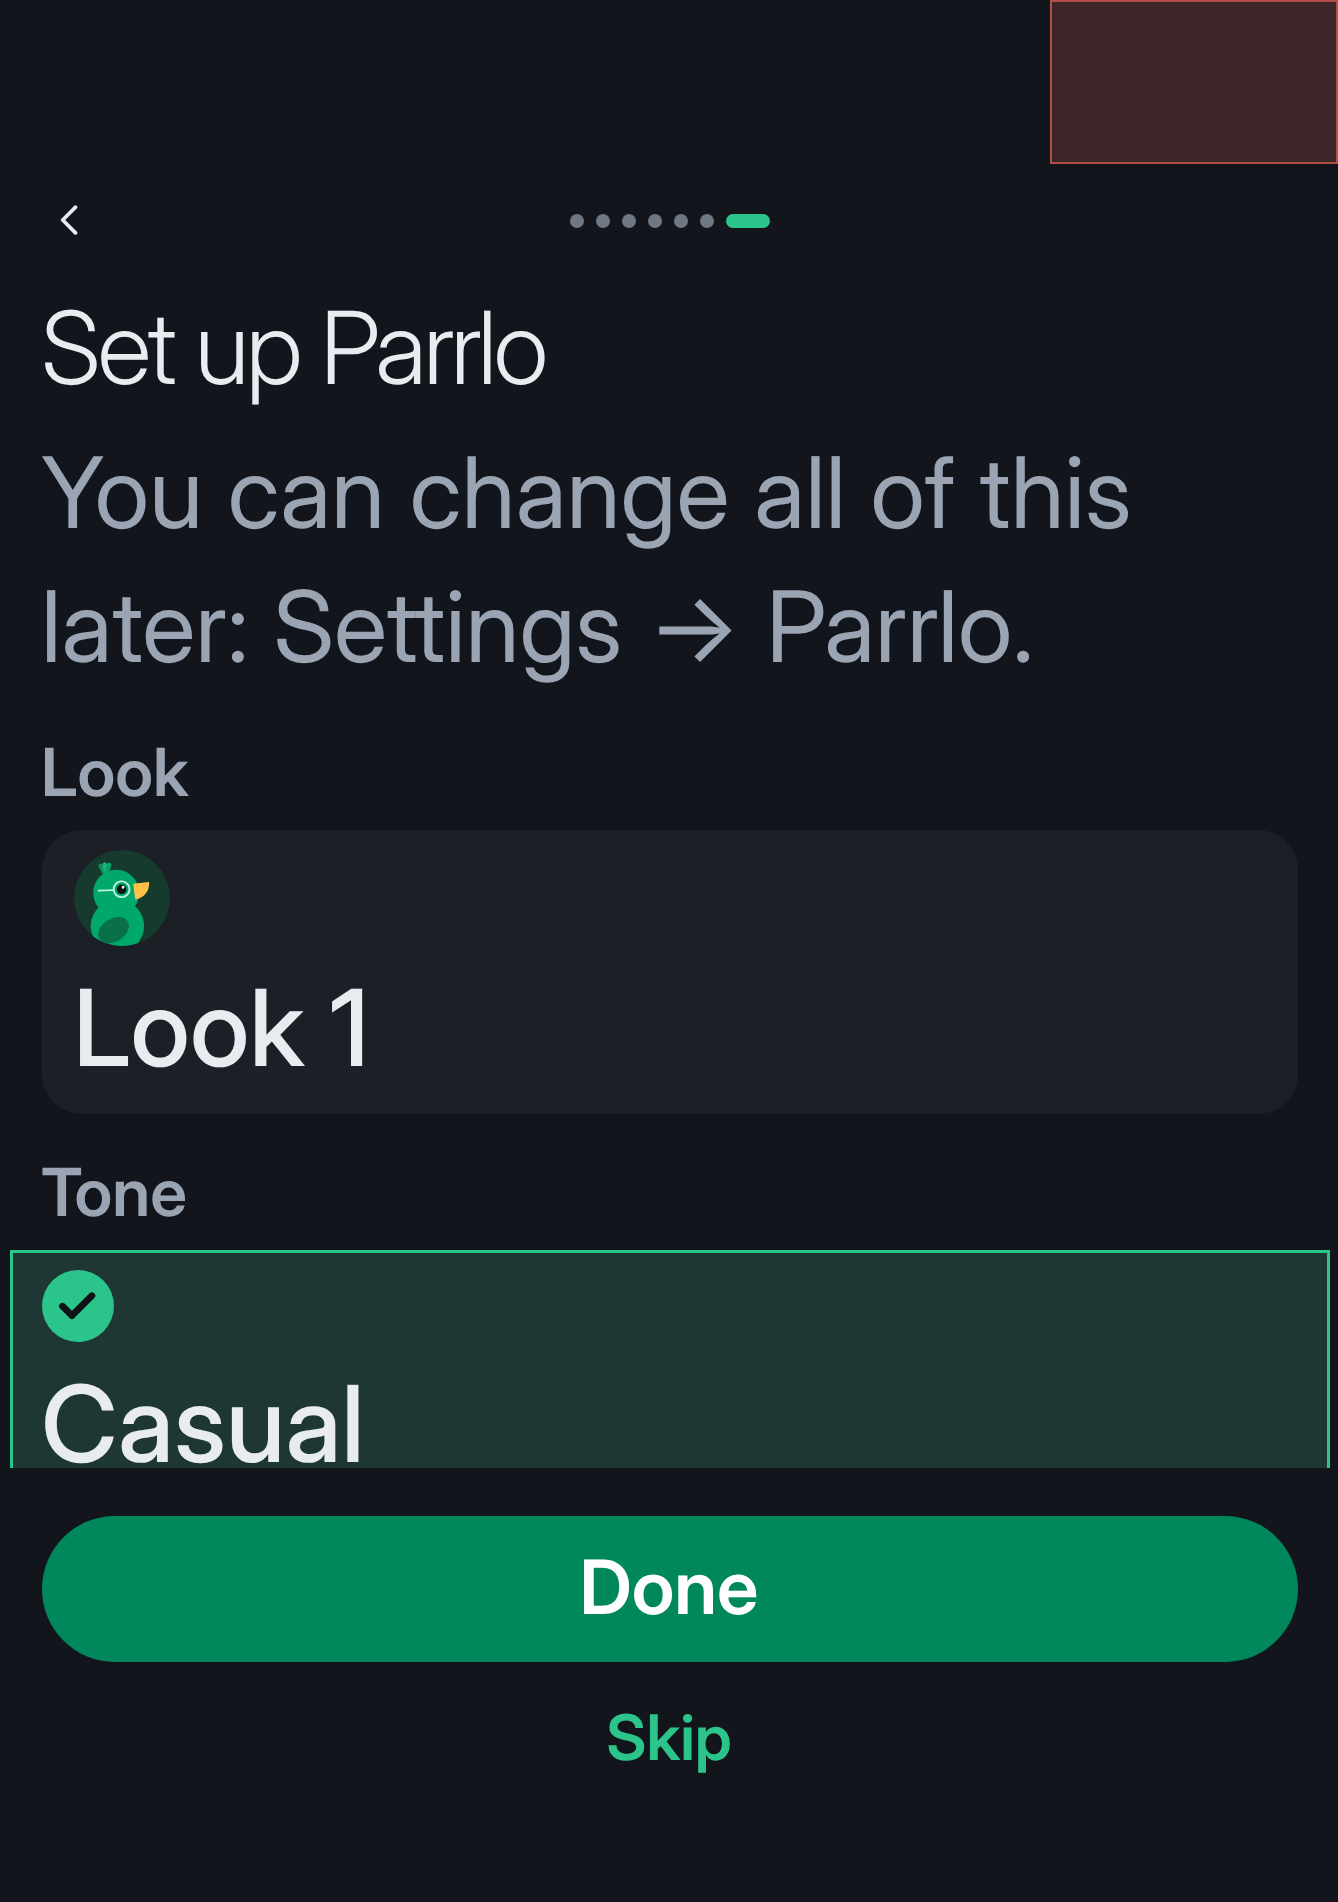 Set up Parrlo
You can change all of this
later: Settings → Parrlo.
Look
Look 1
Tone
Casual
Done
Skip